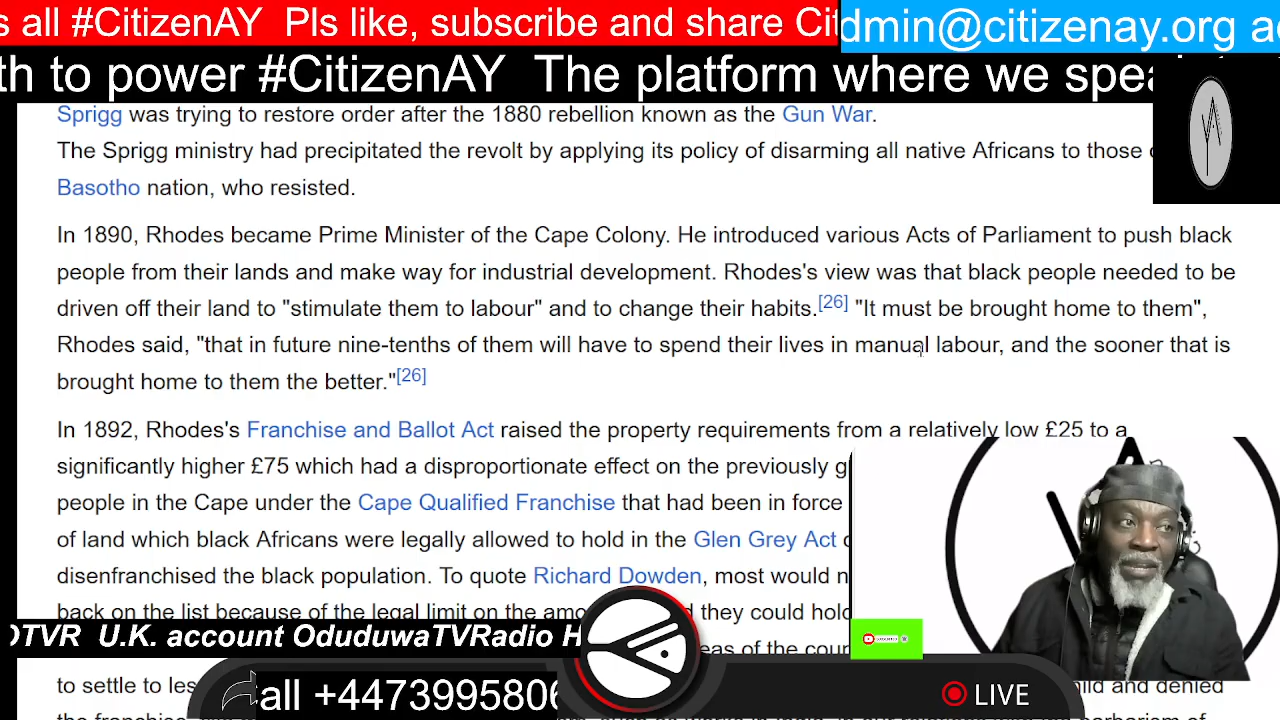 s all #CitizenAY  Pls like, subscribe and share Cit
dmin@citizenay.org ad
th to power #CitizenAY  The platform where we spea
Sprigg was trying to restore order after the 1880 rebellion known as the Gun War.
The Sprigg ministry had precipitated the revolt by applying its policy of disarming all native Africans to those
Basotho nation, who resisted.
In 1890, Rhodes became Prime Minister of the Cape Colony. He introduced various Acts of Parliament to push black
people from their lands and make way for industrial development. Rhodes's view was that black people needed to be
driven off their land to "stimulate them to labour" and to change their habits.[26] "It must be brought home to them",
Rhodes said, "that in future nine-tenths of them will have to spend their lives in manual labour, and the sooner that is
brought home to them the better."[26]
In 1892, Rhodes's Franchise and Ballot Act raised the property requirements from a relatively low £25 to a
significantly higher £75 which had a disproportionate effect on the previously
people in the Cape under the Cape Qualified Franchise that had been in force
of land which black Africans were legally allowed to hold in the Glen Grey Act
disenfranchised the black population. To quote Richard Dowden, most would
back on the list because of the legal limit on the they could hold
OTVR  U.K. account OduduwaTVRadio H
eas of the
to settle to les
and denied
all +4473995806
LIVE